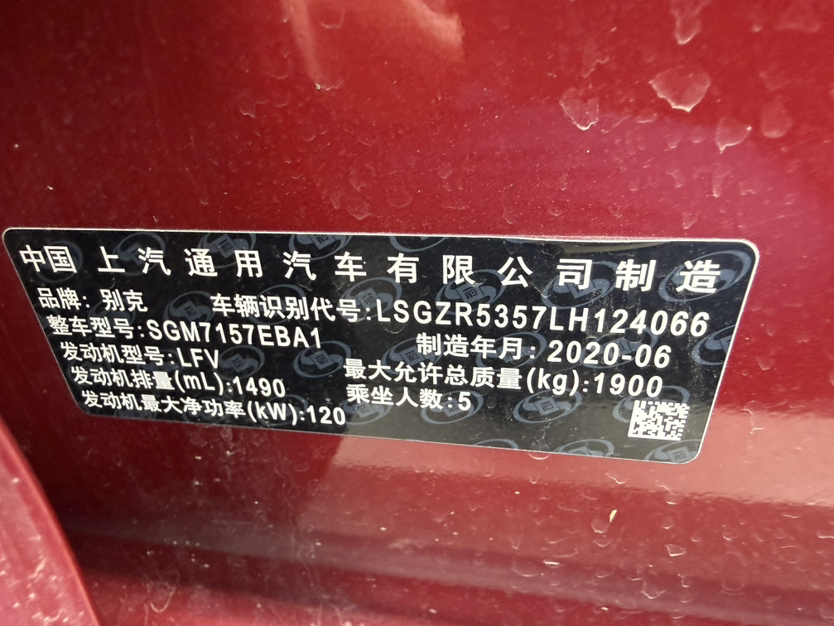 中国 上汽通用汽车有限公司制造
品牌: 别克 车辆识别代号:LSGZR5357LH124066
整车型号:SGM7157EBA1 制造年月: 2020-06
发动机型号:LFV 最大允许总质量(kg):1900
发动机排量(mL):1490 乘坐人数:5
发动机最大净功率(kW):120